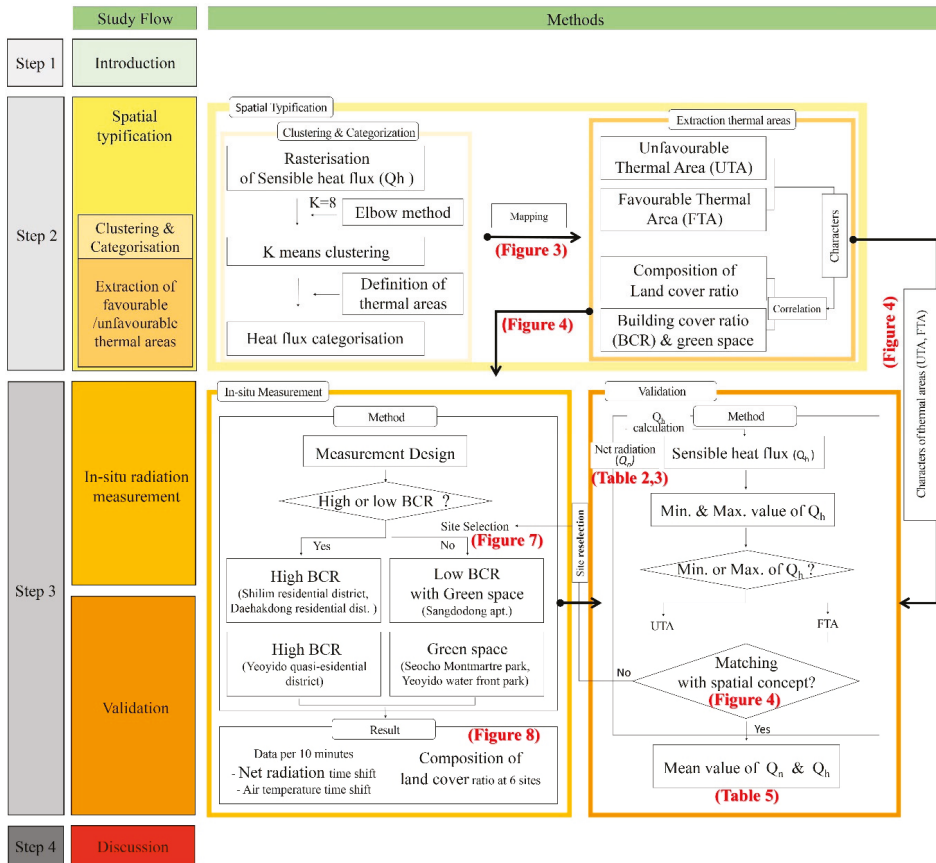 Study Flow
Methods
Step 1
Introduction
Step 2
Spatial
typification
Clustering &
Categorisation
Extraction of
favourable
/unfavourable
thermal areas
Spatial Typification
Clustering & Categorization
Rasterisation
of Sensible heat flux (Qh )
K=8
Elbow method
K means clustering
Definition of
thermal areas
Heat flux categorisation
Mapping
(Figure 3)
(Figure 4)
Extraction thermal areas
Unfavourable
Thermal Area (UTA)
Favourable Thermal
Area (FTA)
Characters
Composition of
Land cover ratio
Correlation
Building cover ratio
(BCR) & green space
(Figure 4)
Characters of thermal areas (UTA, FTA)
Step 3
In-situ radiation
measurement
Validation
In-situ Measurement
Method
Measurement Design
High or low BCR ?
Site Selection
(Figure 7)
Yes
No
High BCR
(Shilim residential district,
Daehakdong residential dist. )
Low BCR
with Green space
(Sangdodong apt.)
High BCR
(Yeoyido quasi-esidential
district)
Green space
(Seocho Montmartre park,
Yeoyido water front park)
Result
(Figure 8)
Data per 10 minutes
- Net radiation time shift
- Air temperature time shift
Composition of
land cover ratio at 6 sites
Site reselection
Validation
Qh
calculation
Method
Net radiation
(Qn)
(Table 2,3)
Sensible heat flux (Qh)
Min. & Max. value of Qh
Min. or Max. of Qh ?
UTA
FTA
No
Matching
with spatial concept?
(Figure 4)
Yes
Mean value of Qn & Qh
(Table 5)
Step 4
Discussion